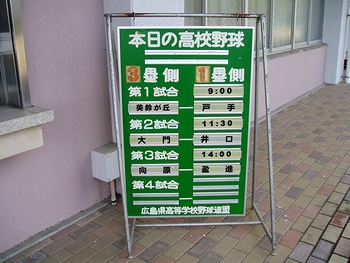 本日の高校野球
3塁側 1塁側
第1試合 9:00
美鈴が丘 戸手
第2試合 11:30
大門 井口
第3試合 14:00
向原 盈進
第4試合
広島県高等学校野球連盟